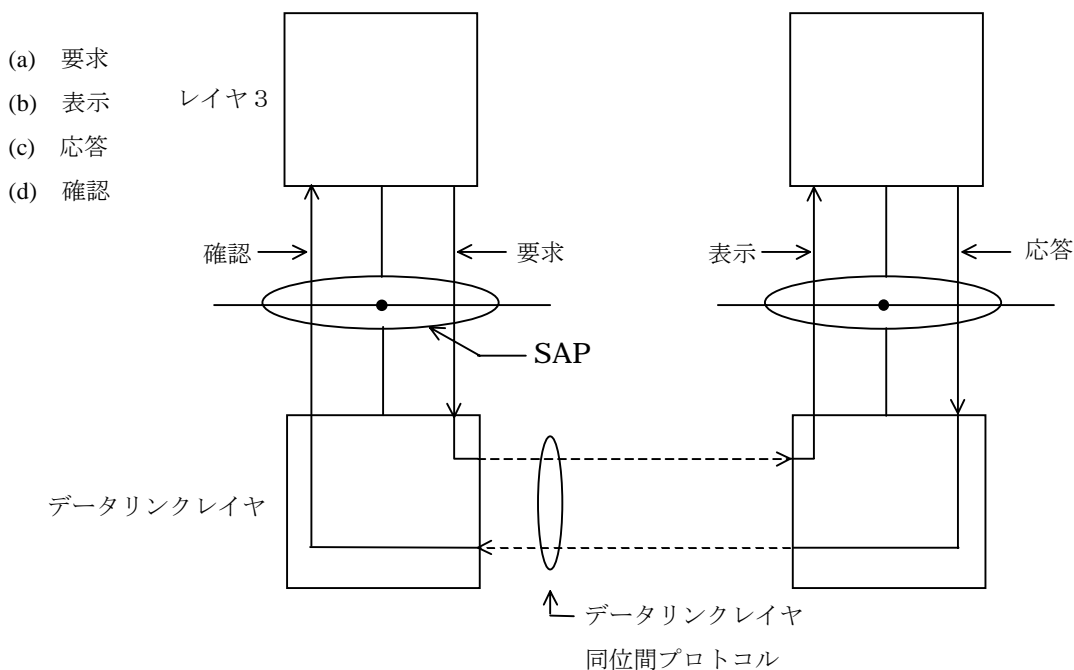 (a) 要求
(b) 表示
(c) 応答
(d) 確認
レイヤ３
確認
要求
表示
応答
SAP
データリンクレイヤ
データリンクレイヤ
同位間プロトコル